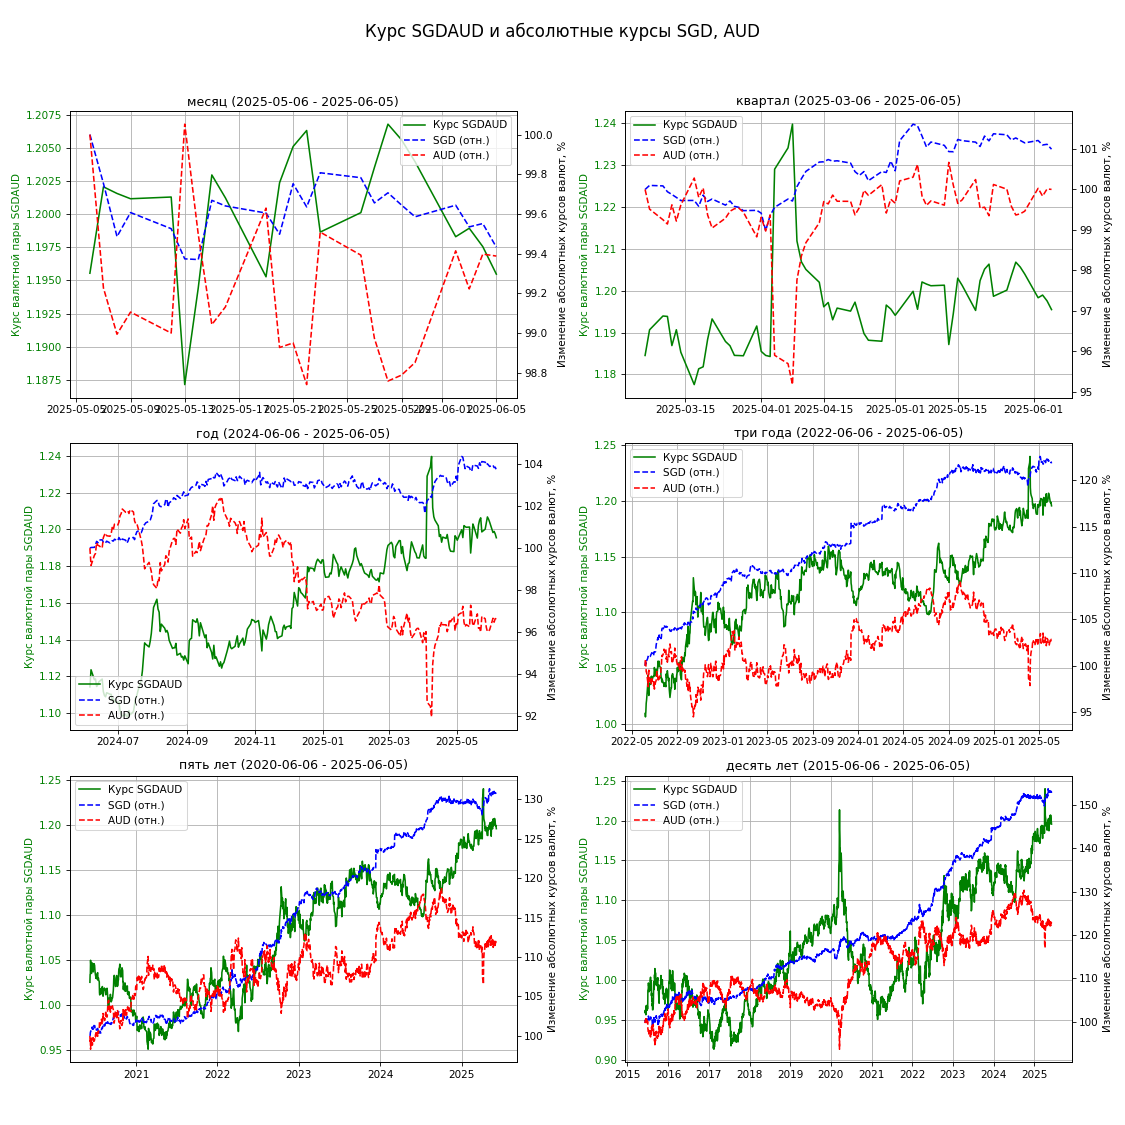 Курс SGDAUD и абсолютные курсы SGD, AUD
месяц (2025-05-06 - 2025-06-05)
Курс валютной пары SGDAUD
1.2075
1.2050
1.2025
1.2000
1.1975
1.1950
1.1925
1.1900
1.1875
Курс SGDAUD
SGD (отн.)
AUD (отн.)
100.0
99.8
99.6
99.4
99.2
99.0
98.8
Изменение абсолютных курсов валют, %
2025-05-05 2025-05-09 2025-05-13 2025-05-17 2025-05-21 2025-05-25 2025-05-29 2025-06-01 2025-06-05
квартал (2025-03-06 - 2025-06-05)
Курс валютной пары SGDAUD
1.24
1.23
1.22
1.21
1.20
1.19
1.18
Курс SGDAUD
SGD (отн.)
AUD (отн.)
101
100
99
98
97
96
95
Изменение абсолютных курсов валют, %
2025-03-15 2025-04-01 2025-04-15 2025-05-01 2025-05-15 2025-06-01
год (2024-06-06 - 2025-06-05)
Курс валютной пары SGDAUD
1.24
1.22
1.20
1.18
1.16
1.14
1.12
1.10
Курс SGDAUD
SGD (отн.)
AUD (отн.)
104
102
100
98
96
94
92
Изменение абсолютных курсов валют, %
2024-07 2024-09 2024-11 2025-01 2025-03 2025-05
три года (2022-06-06 - 2025-06-05)
Курс валютной пары SGDAUD
1.25
1.20
1.15
1.10
1.05
1.00
Курс SGDAUD
SGD (отн.)
AUD (отн.)
120
115
110
105
100
95
Изменение абсолютных курсов валют, %
2022-05 2022-09 2023-01 2023-05 2023-09 2024-01 2024-05 2024-09 2025-01 2025-05
пять лет (2020-06-06 - 2025-06-05)
Курс валютной пары SGDAUD
1.25
1.20
1.15
1.10
1.05
1.00
0.95
Курс SGDAUD
SGD (отн.)
AUD (отн.)
130
125
120
115
110
105
100
Изменение абсолютных курсов валют, %
2021 2022 2023 2024 2025
десять лет (2015-06-06 - 2025-06-05)
Курс валютной пары SGDAUD
1.25
1.20
1.15
1.10
1.05
1.00
0.95
0.90
Курс SGDAUD
SGD (отн.)
AUD (отн.)
150
140
130
120
110
100
Изменение абсолютных курсов валют, %
2015 2016 2017 2018 2019 2020 2021 2022 2023 2024 2025